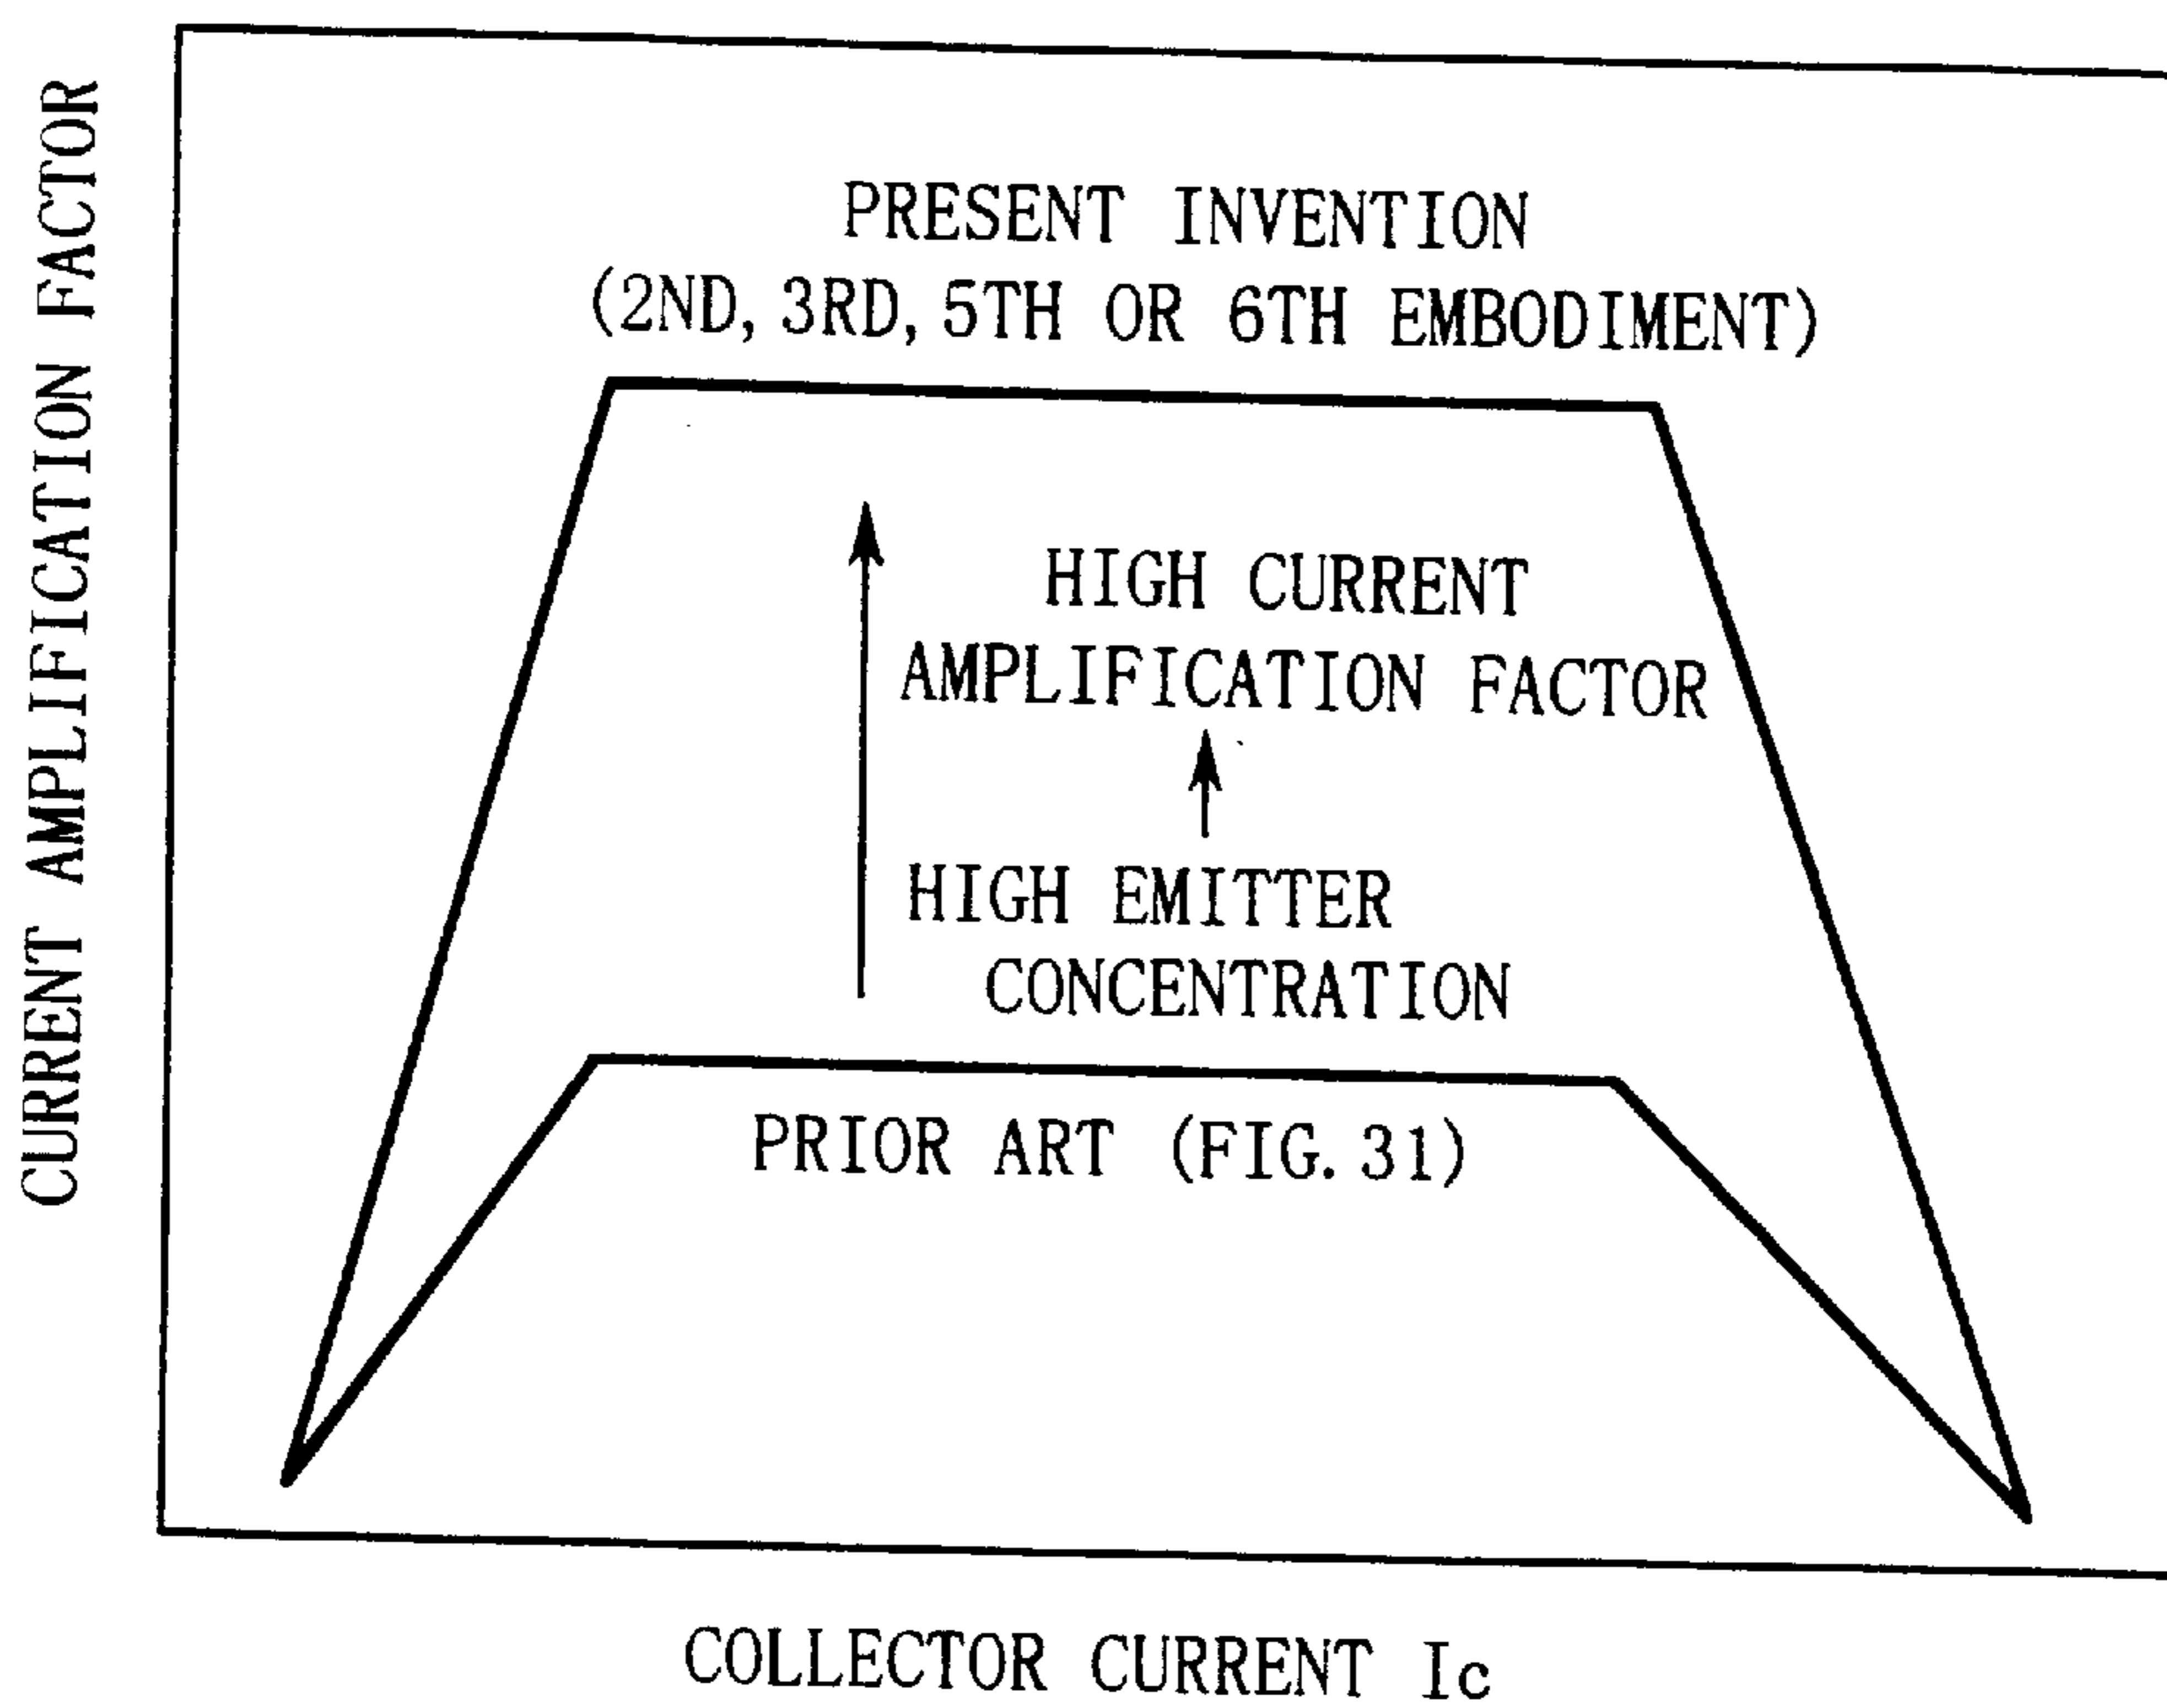 CURRENT AMPLIFICATION FACTOR
PRESENT INVENTION
(2ND, 3RD, 5TH OR 6TH EMBODIMENT)
HIGH CURRENT
AMPLIFICATION FACTOR
HIGH EMITTER
CONCENTRATION
PRIOR ART (FIG. 31)
COLLECTOR CURRENT Ic